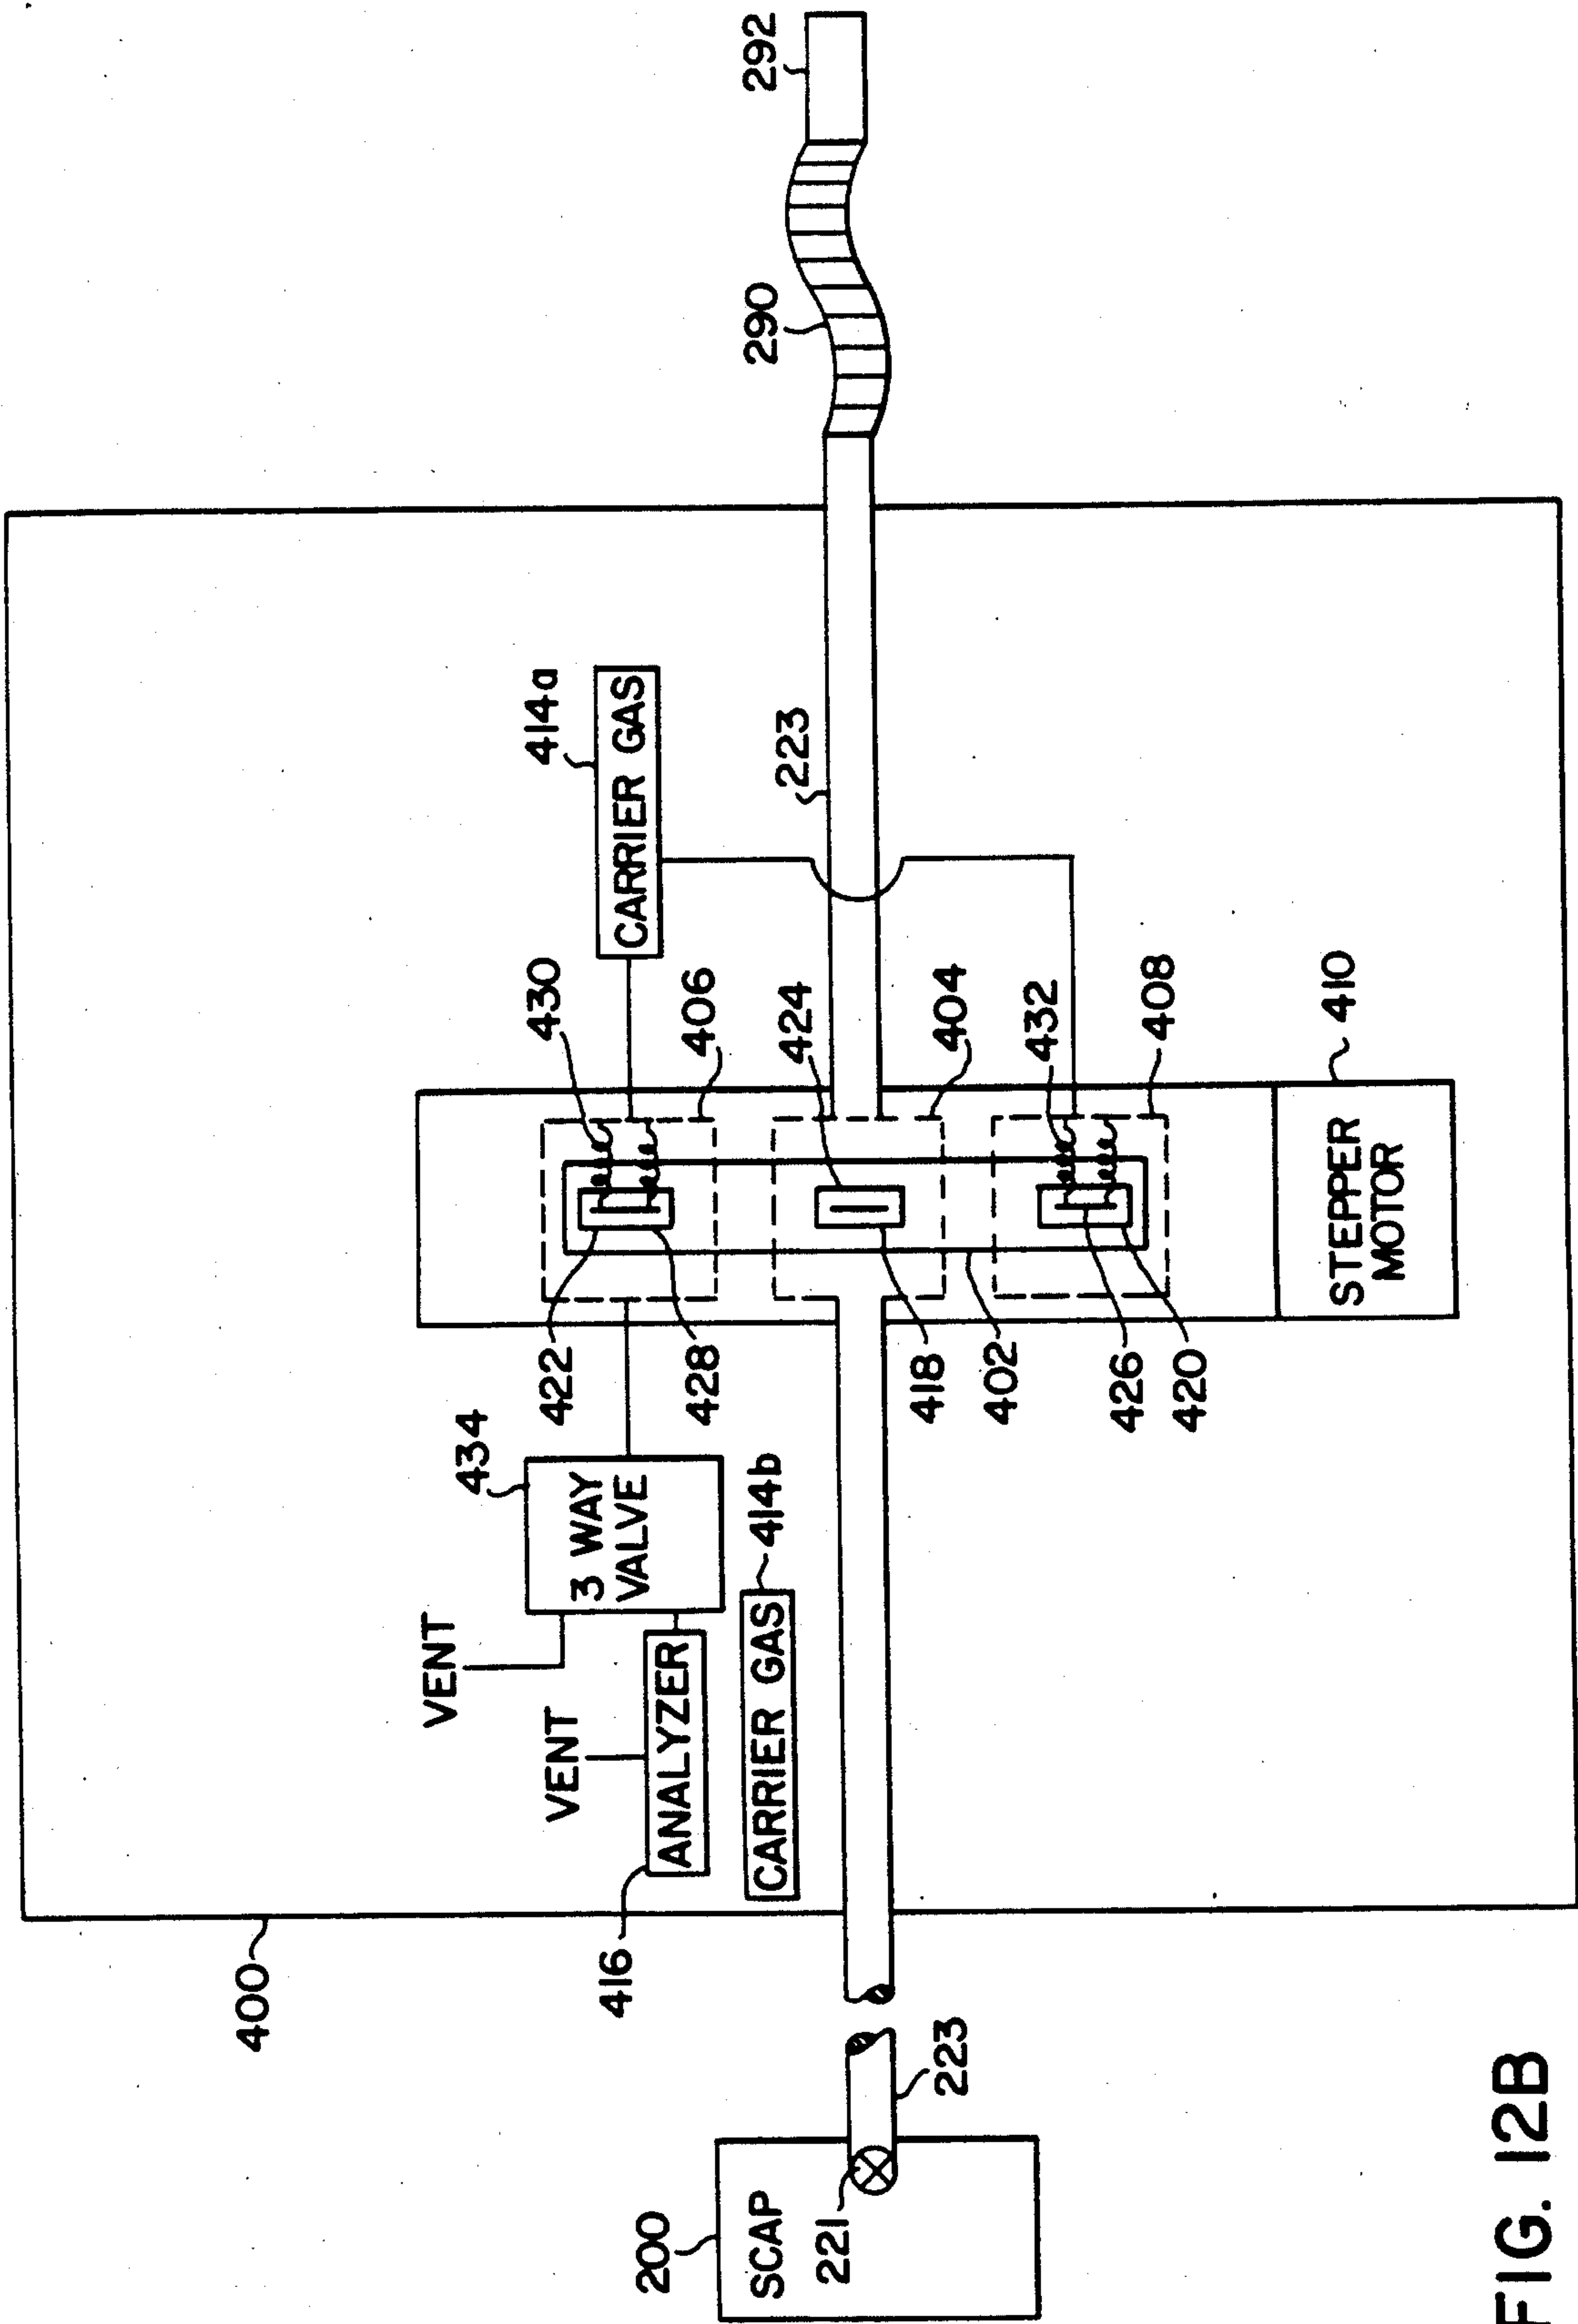 292
290
414a
CARRIER GAS
223
430
406
424
404
432
408
410
STEPPER
MOTOR
422
428
418
402
426
420
434
3 WAY
VALVE
414b
CARRIER GAS
VENT
VENT
ANALYZER
416
400
223
200
SCAP
221
FIG. 12B